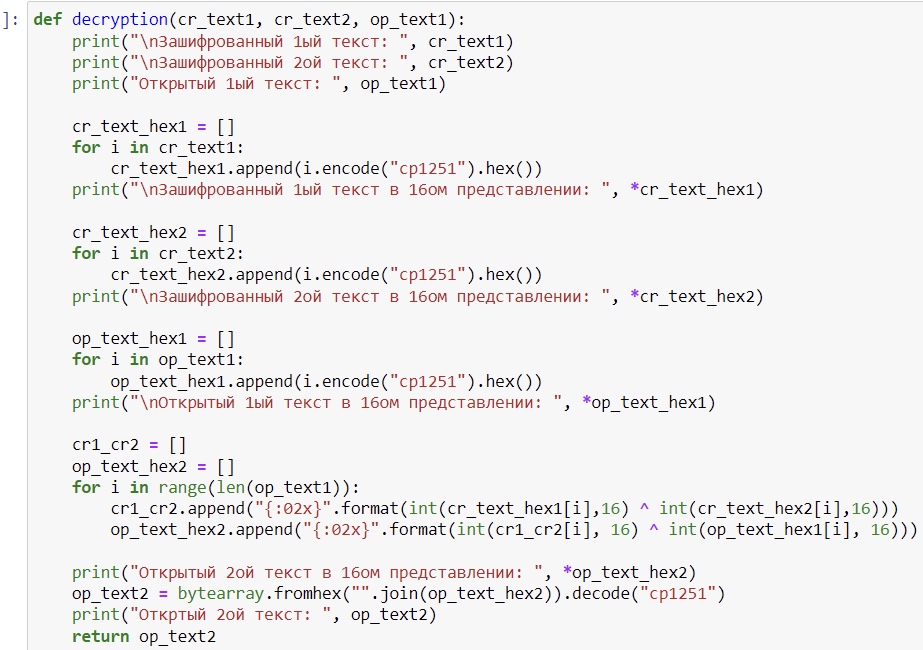 ]: def decryption(cr_text1, cr_text2, op_text1):
    print("\nЗашифрованный 1ый текст: ", cr_text1)
    print("\nЗашифрованный 2ой текст: ", cr_text2)
    print("Открытый 1ый текст: ", op_text1)

    cr_text_hex1 = []
    for i in cr_text1:
        cr_text_hex1.append(i.encode("cp1251").hex())
    print("\nЗашифрованный 1ый текст в 16ом представлении: ", *cr_text_hex1)

    cr_text_hex2 = []
    for i in cr_text2:
        cr_text_hex2.append(i.encode("cp1251").hex())
    print("\nЗашифрованный 2ой текст в 16ом представлении: ", *cr_text_hex2)

    op_text_hex1 = []
    for i in op_text1:
        op_text_hex1.append(i.encode("cp1251").hex())
    print("\nОткрытый 1ый текст в 16ом представлении: ", *op_text_hex1)

    cr1_cr2 = []
    op_text_hex2 = []
    for i in range(len(op_text1)):
        cr1_cr2.append("{:02x}".format(int(cr_text_hex1[i],16) ^ int(cr_text_hex2[i],16)))
        op_text_hex2.append("{:02x}".format(int(cr1_cr2[i], 16) ^ int(op_text_hex1[i], 16)))

    print("Открытый 2ой текст в 16ом представлении: ", *op_text_hex2)
    op_text2 = bytearray.fromhex("".join(op_text_hex2)).decode("cp1251")
    print("Откртый 2ой текст: ", op_text2)
    return op_text2